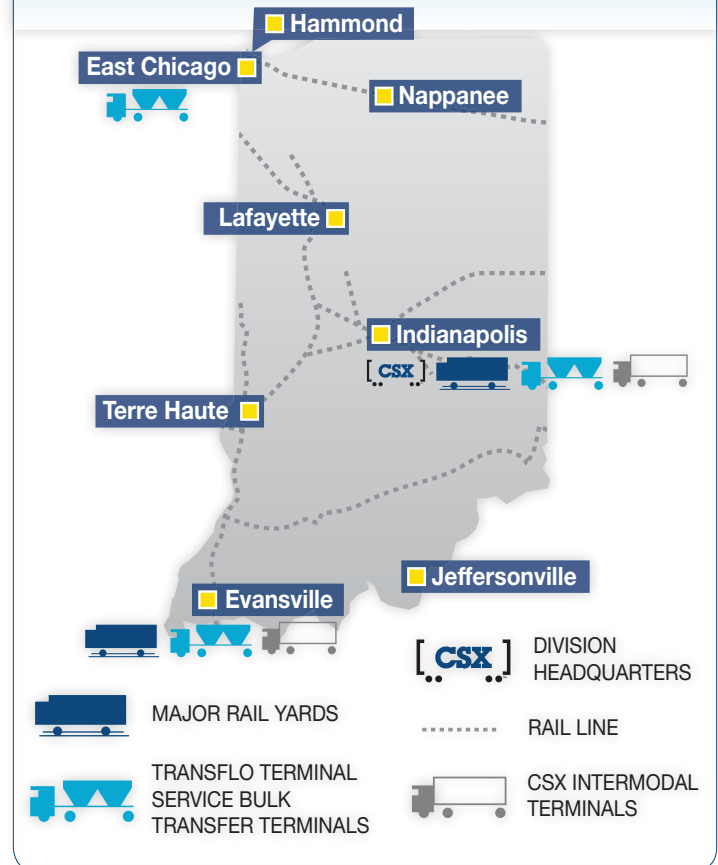 Hammond
East Chicago
Nappanee
Lafayette
Indianapolis
CSX
Terre Haute
Jeffersonville
Evansville
CSX
DIVISION
HEADQUARTERS
MAJOR RAIL YARDS
RAIL LINE
TRANSFLO TERMINAL
SERVICE BULK
TRANSFER TERMINALS
CSX INTERMODAL
TERMINALS